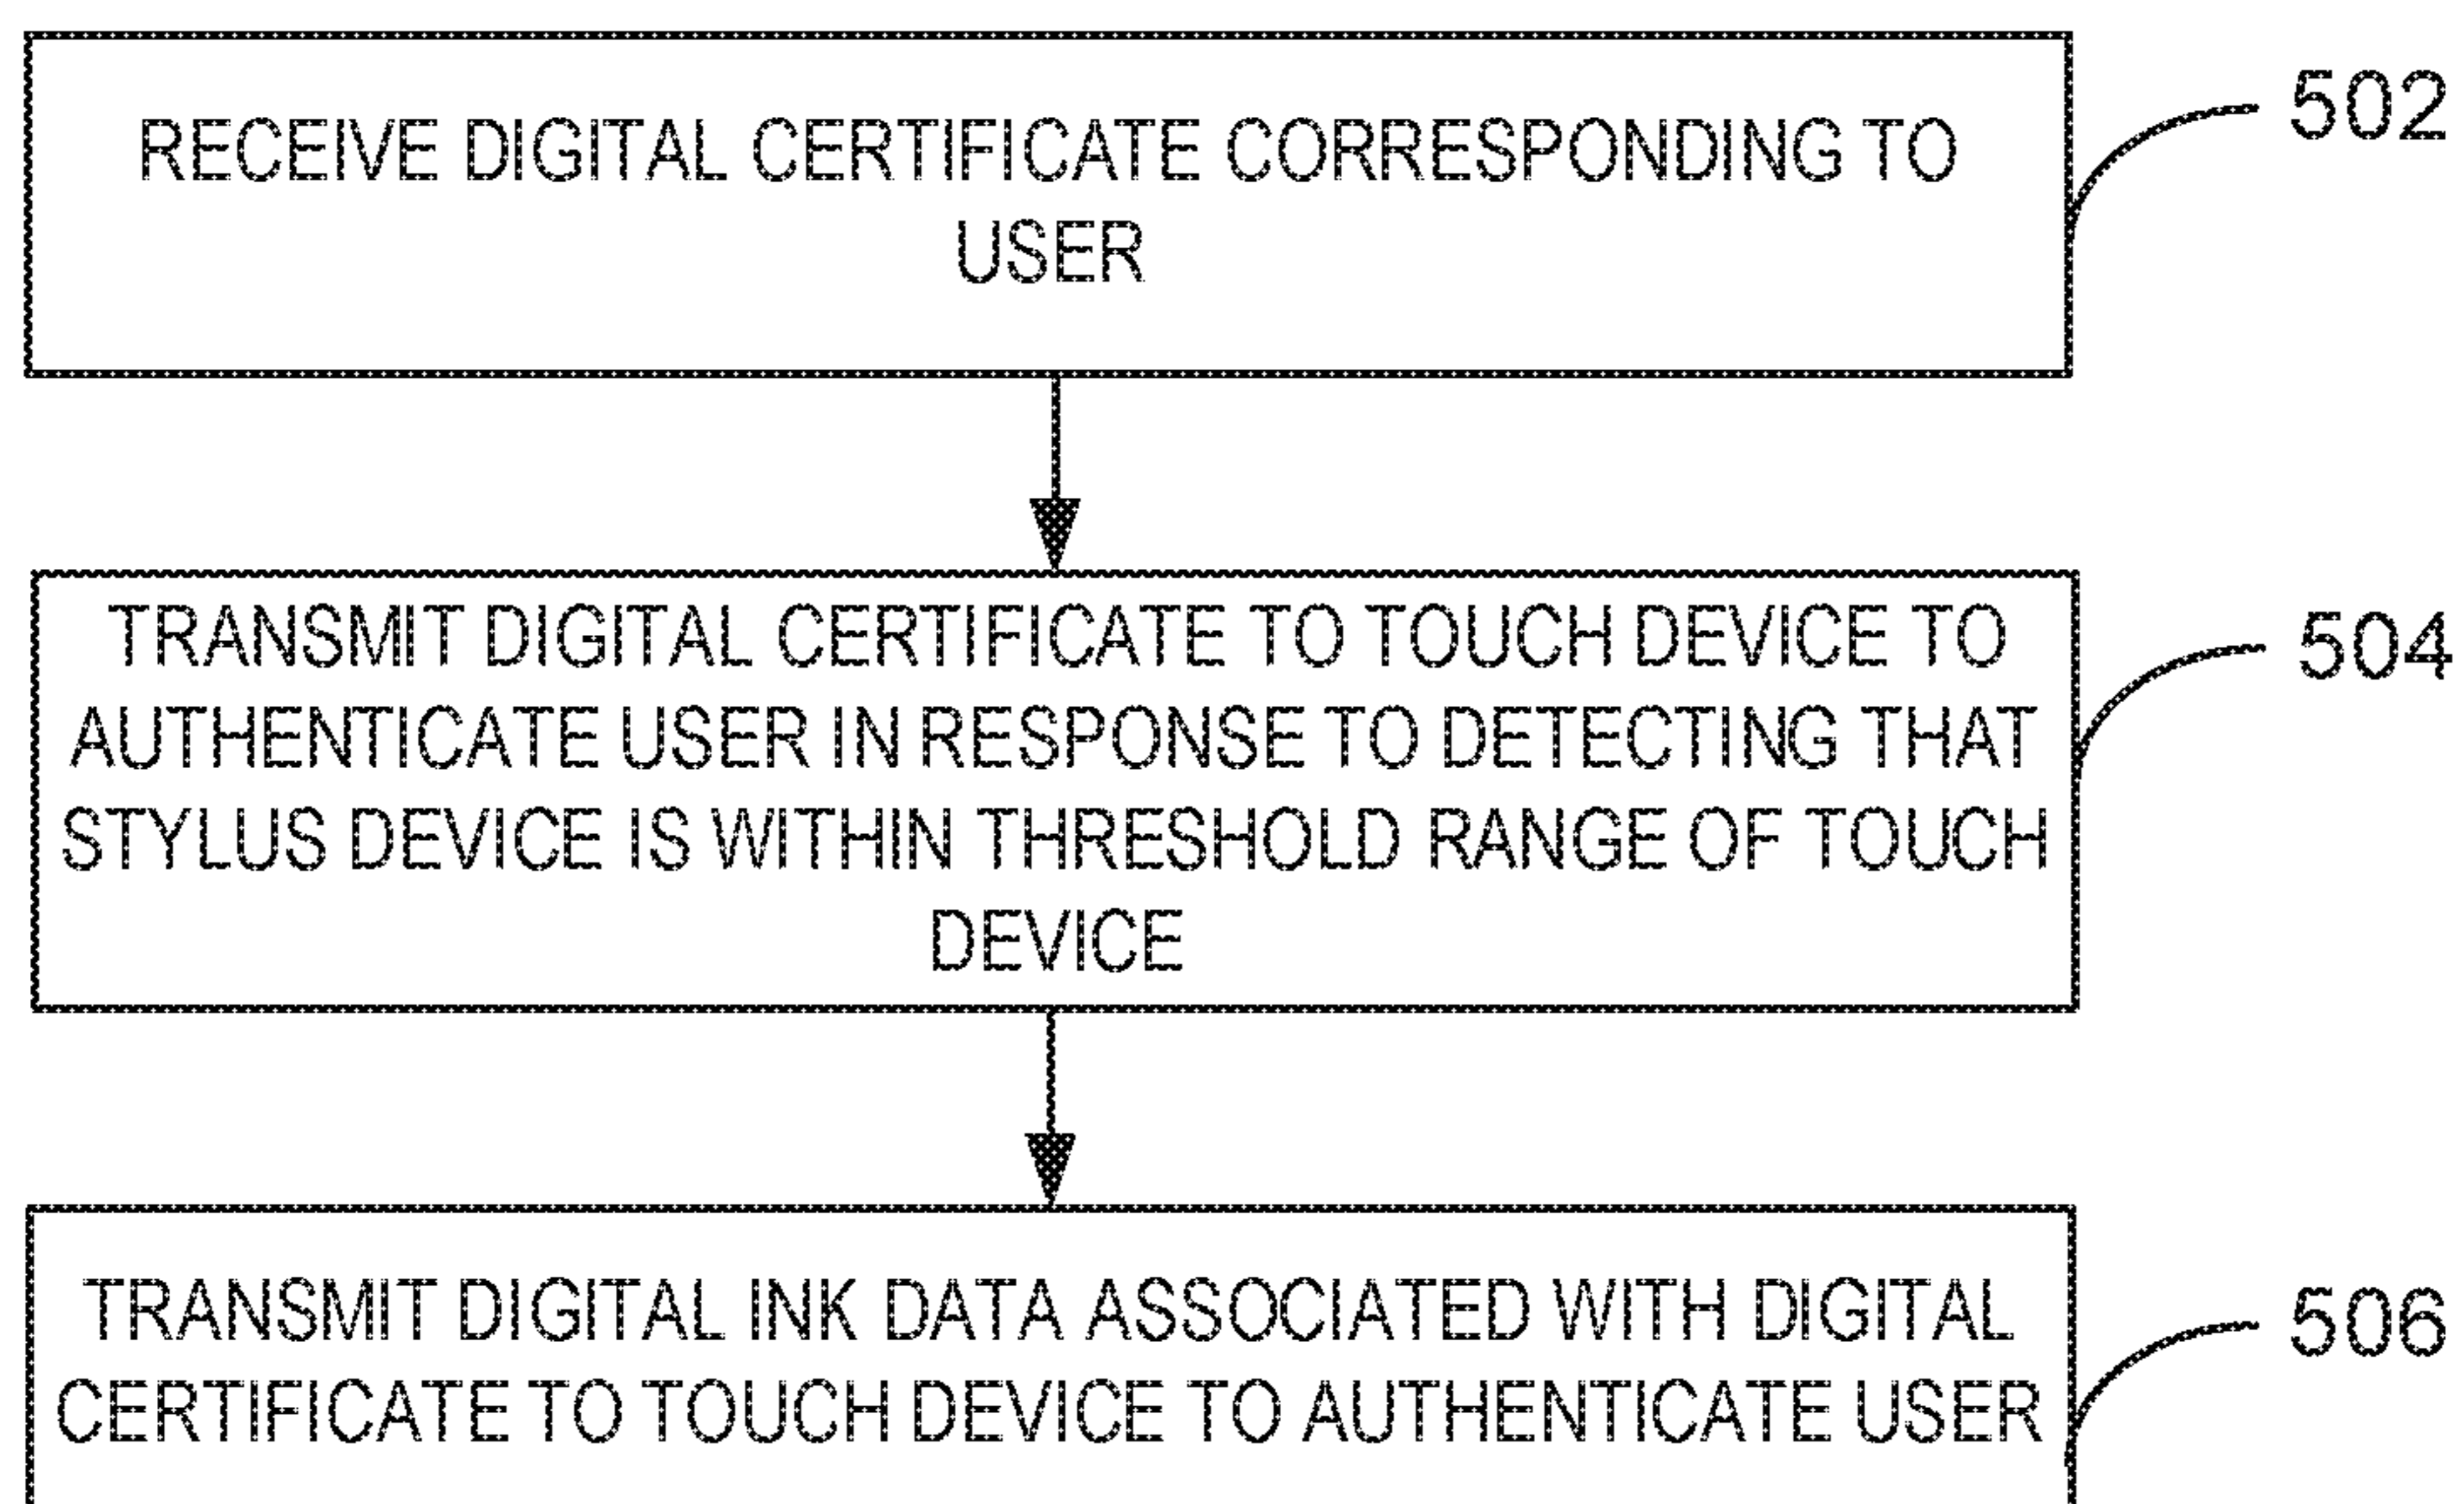 RECEIVE DIGITAL CERTIFICATE CORRESPONDING TO
USER
502
TRANSMIT DIGITAL CERTIFICATE TO TOUCH DEVICE TO
AUTHENTICATE USER IN RESPONSE TO DETECTING THAT
STYLUS DEVICE IS WITHIN THRESHOLD RANGE OF TOUCH
DEVICE
504
TRANSMIT DIGITAL INK DATA ASSOCIATED WITH DIGITAL
CERTIFICATE TO TOUCH DEVICE TO AUTHENTICATE USER
506